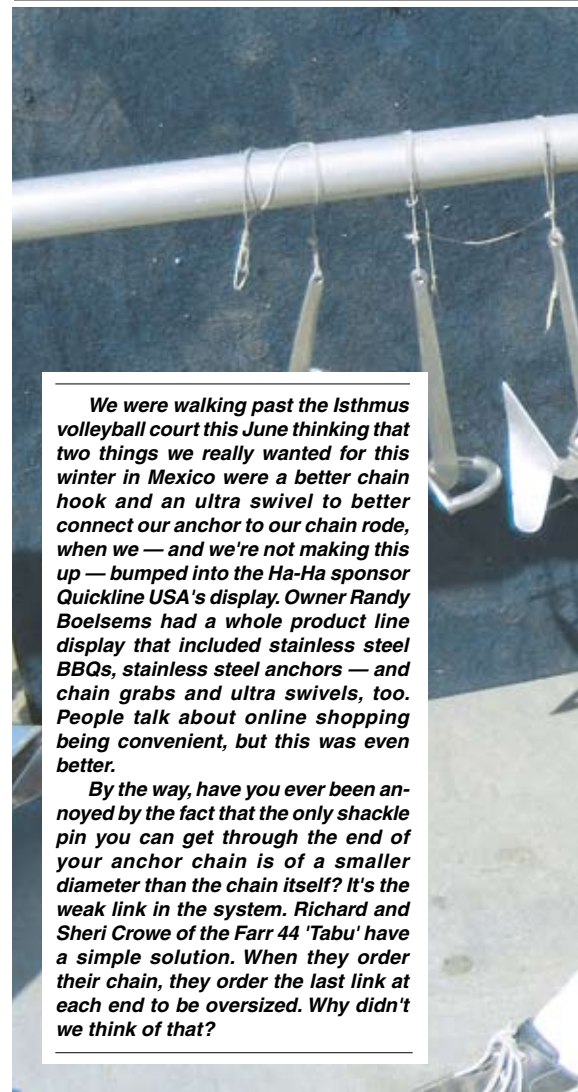 We were walking past the Isthmus
volleyball court this June thinking that
two things we really wanted for this
winter in Mexico were a better chain
hook and an ultra swivel to better
connect our anchor to our chain rode,
when we — and we're not making this
up — bumped into the Ha-Ha sponsor
Quickline USA's display. Owner Randy
Boelsems had a whole product line
display that included stainless steel
BBQs, stainless steel anchors — and
chain grabs and ultra swivels, too.
People talk about online shopping
being convenient, but this was even
better.
By the way, have you ever been an-
noyed by the fact that the only shackle
pin you can get through the end of
your anchor chain is of a smaller
diameter than the chain itself? It's the
weak link in the system. Richard and
Sheri Crowe of the Farr 44 'Tabu' have
a simple solution. When they order
their chain, they order the last link at
each end to be oversized. Why didn't
we think of that?